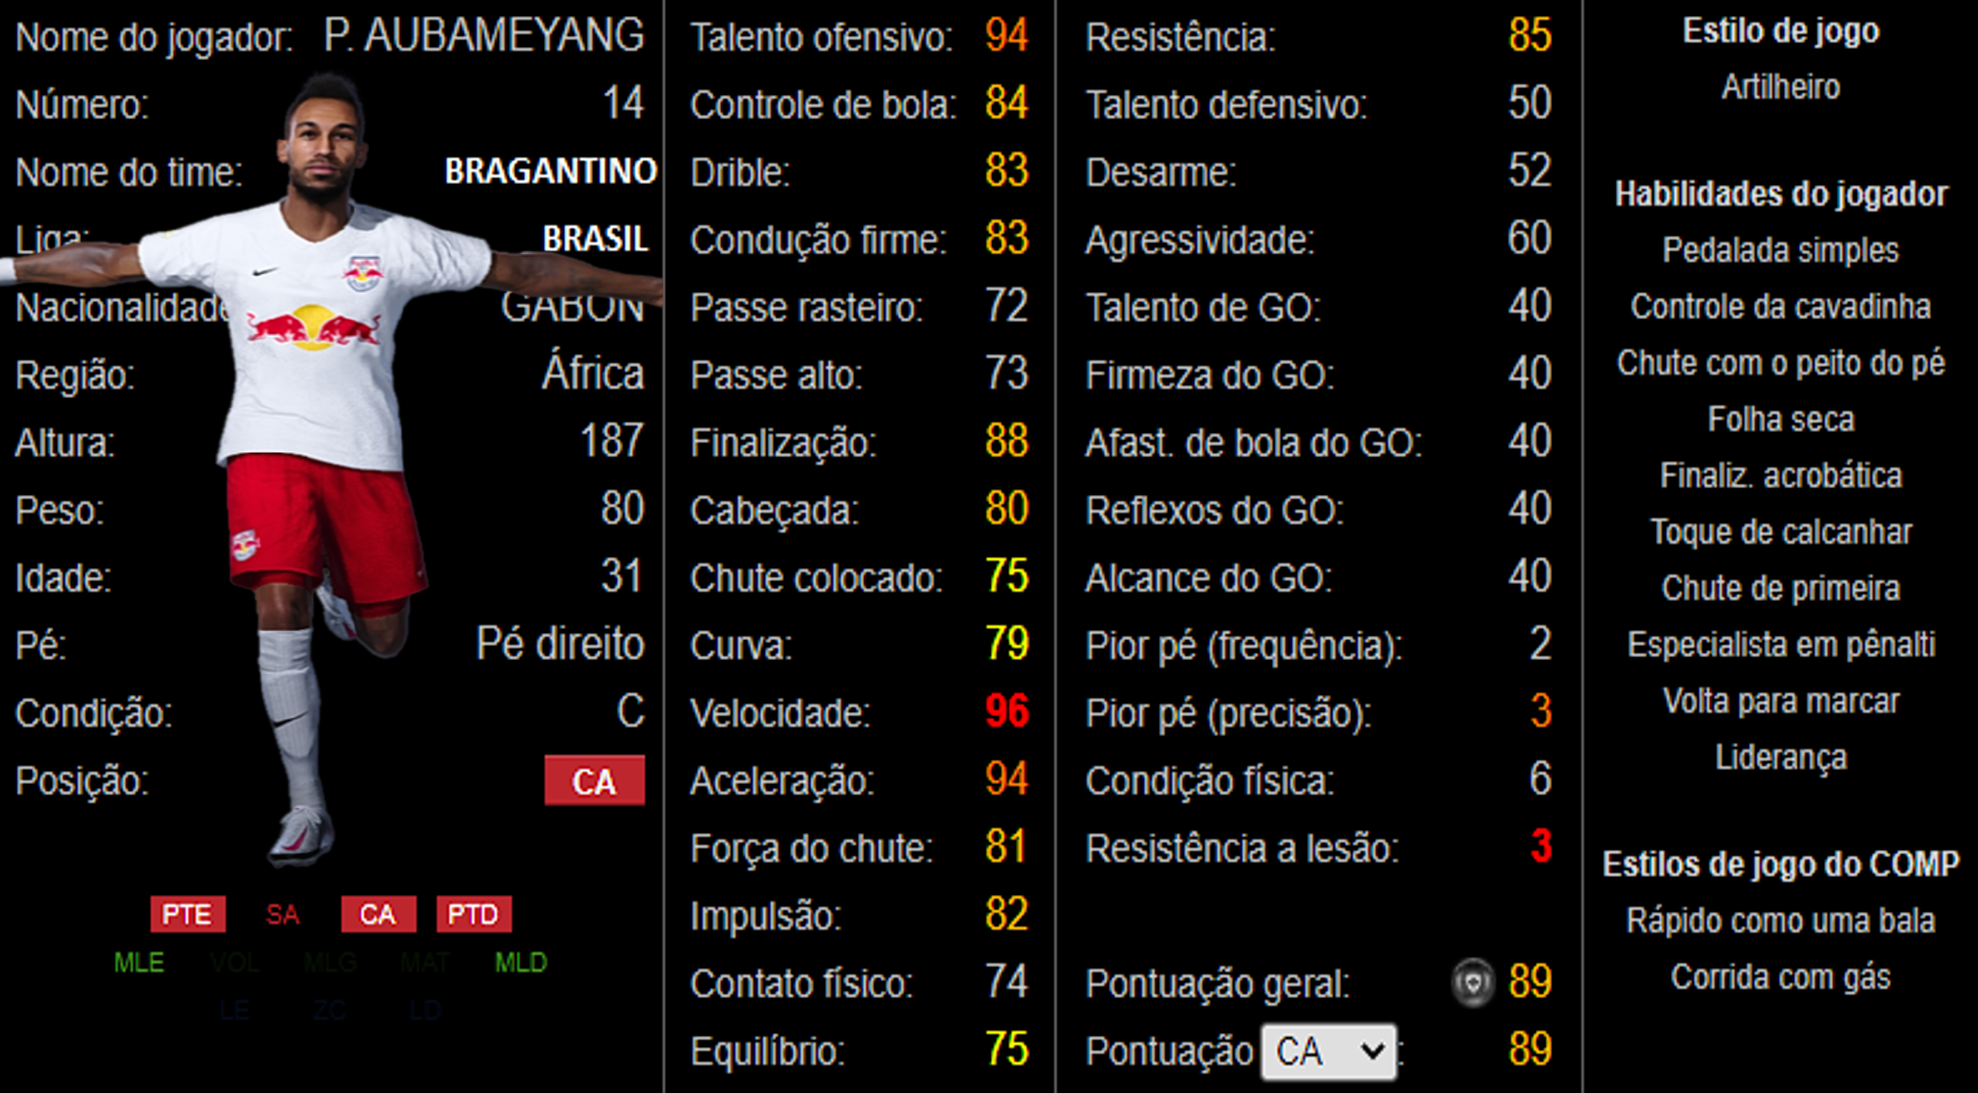 Nome do jogador: P. AUBAMEYANG
Número: 14
Nome do time: BRAGANTINO
Liga: BRASIL
Nacionalidade GABON
Região: África
Altura: 187
Peso: 80
Idade: 31
Pé: Pé direito
Condição: C
Posição: CA
PTE SA CA PTD
MLE VOL MLG MAT MLD
LE ZC LD
Talento ofensivo: 94
Controle de bola: 84
Drible: 83
Condução firme: 83
Passe rasteiro: 72
Passe alto: 73
Finalização: 88
Cabeçada: 80
Chute colocado: 75
Curva: 79
Velocidade: 96
Aceleração: 94
Força do chute: 81
Impulsão: 82
Contato físico: 74
Equilíbrio: 75
Resistência: 85
Talento defensivo: 50
Desarme: 52
Agressividade: 60
Talento de GO: 40
Firmeza do GO: 40
Afast. de bola do GO: 40
Reflexos do GO: 40
Alcance do GO: 40
Pior pé (frequência): 2
Pior pé (precisão): 3
Condição física: 6
Resistência a lesão: 3
Pontuação geral: 89
Pontuação CA : 89
Estilo de jogo
Artilheiro
Habilidades do jogador
Pedalada simples
Controle da cavadinha
Chute com o peito do pé
Folha seca
Finaliz. acrobática
Toque de calcanhar
Chute de primeira
Especialista em pênalti
Volta para marcar
Liderança
Estilos de jogo do COMP
Rápido como uma bala
Corrida com gás